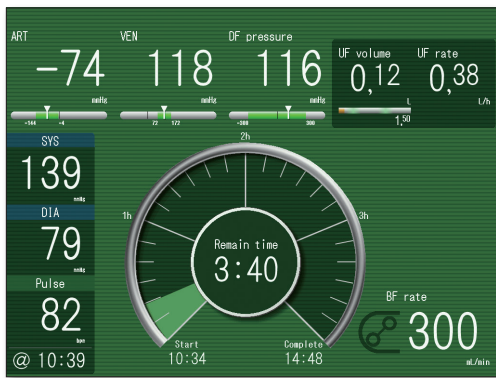 ART VEN DF pressure
-74 118 116
mmHg mmHg mmHg
-144 -4 72 172 -300 300
UF volume UF rate
0,12 0,38
L L/h
1,50
SYS
139
mmHg
DIA
79
mmHg
Pulse
82
bpm
@ 10:39
2h
1h 3h
Remain time
3:40
Start Complete
10:34 14:48
BF rate
300
mL/min